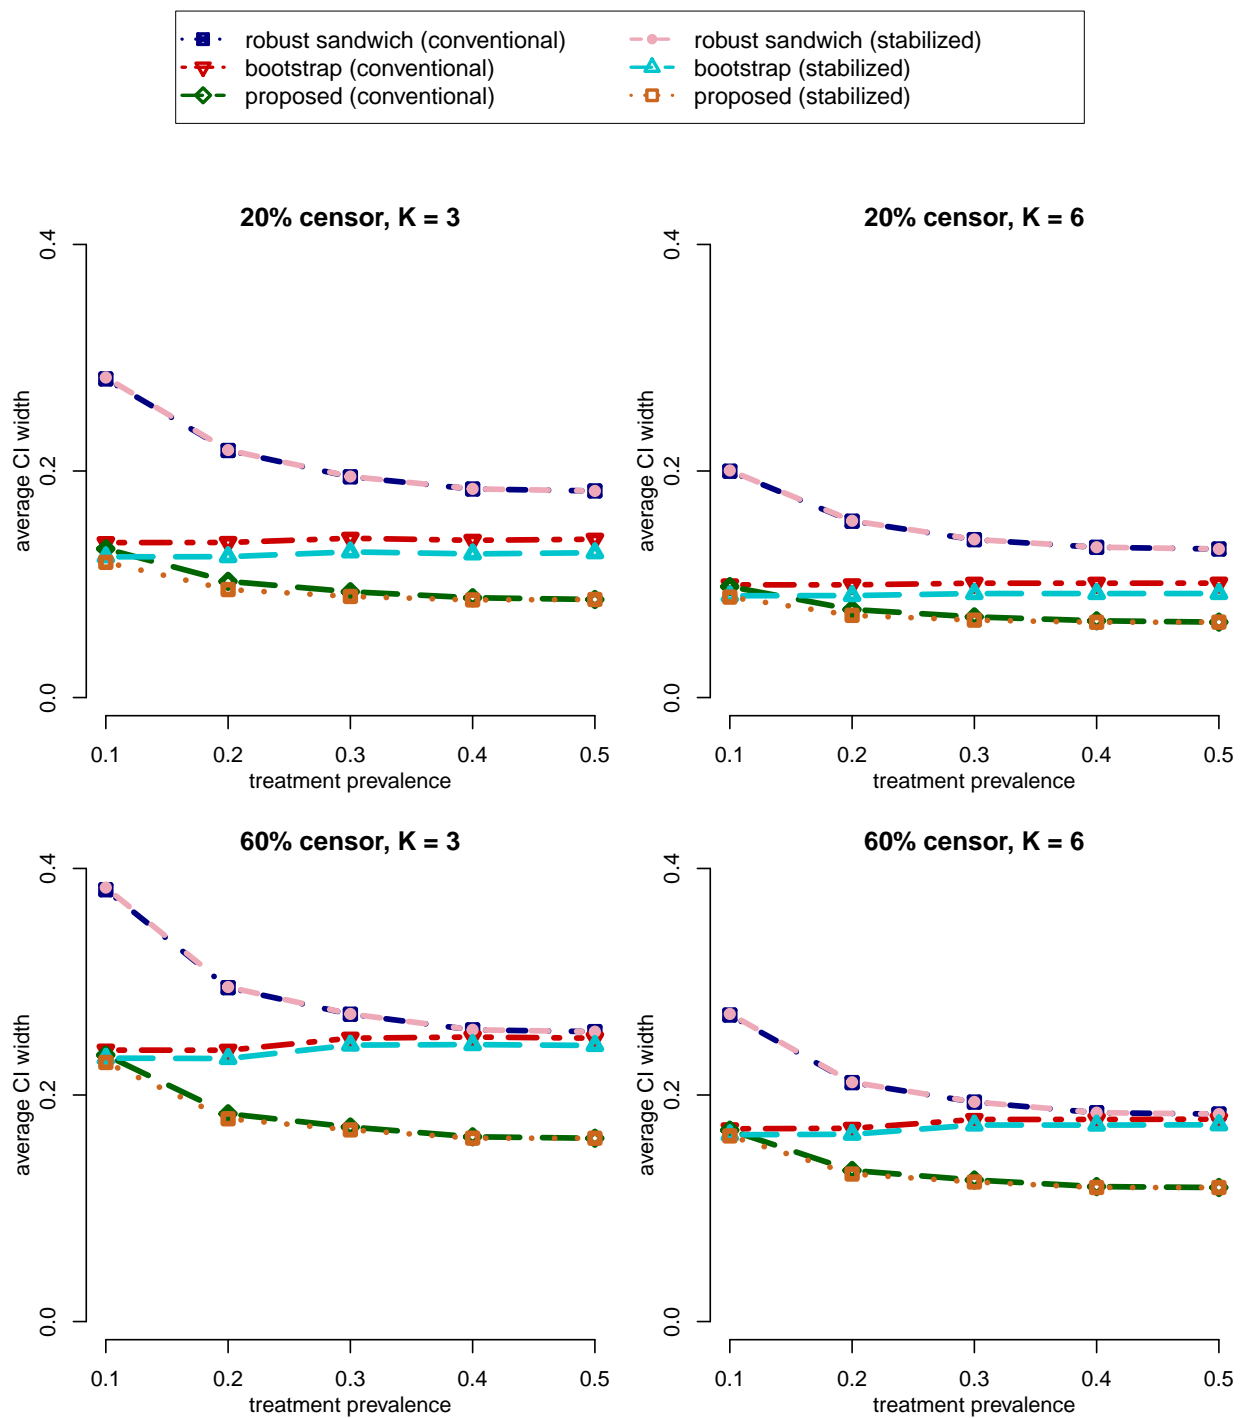 robust sandwich (conventional)
bootstrap (conventional)
proposed (conventional)
robust sandwich (stabilized)
bootstrap (stabilized)
proposed (stabilized)
20% censor, K = 3
average CI width
0.4
0.2
0.0
0.1 0.2 0.3 0.4 0.5
treatment prevalence
20% censor, K = 6
average CI width
0.4
0.2
0.0
0.1 0.2 0.3 0.4 0.5
treatment prevalence
60% censor, K = 3
average CI width
0.4
0.2
0.0
0.1 0.2 0.3 0.4 0.5
treatment prevalence
60% censor, K = 6
average CI width
0.4
0.2
0.0
0.1 0.2 0.3 0.4 0.5
treatment prevalence